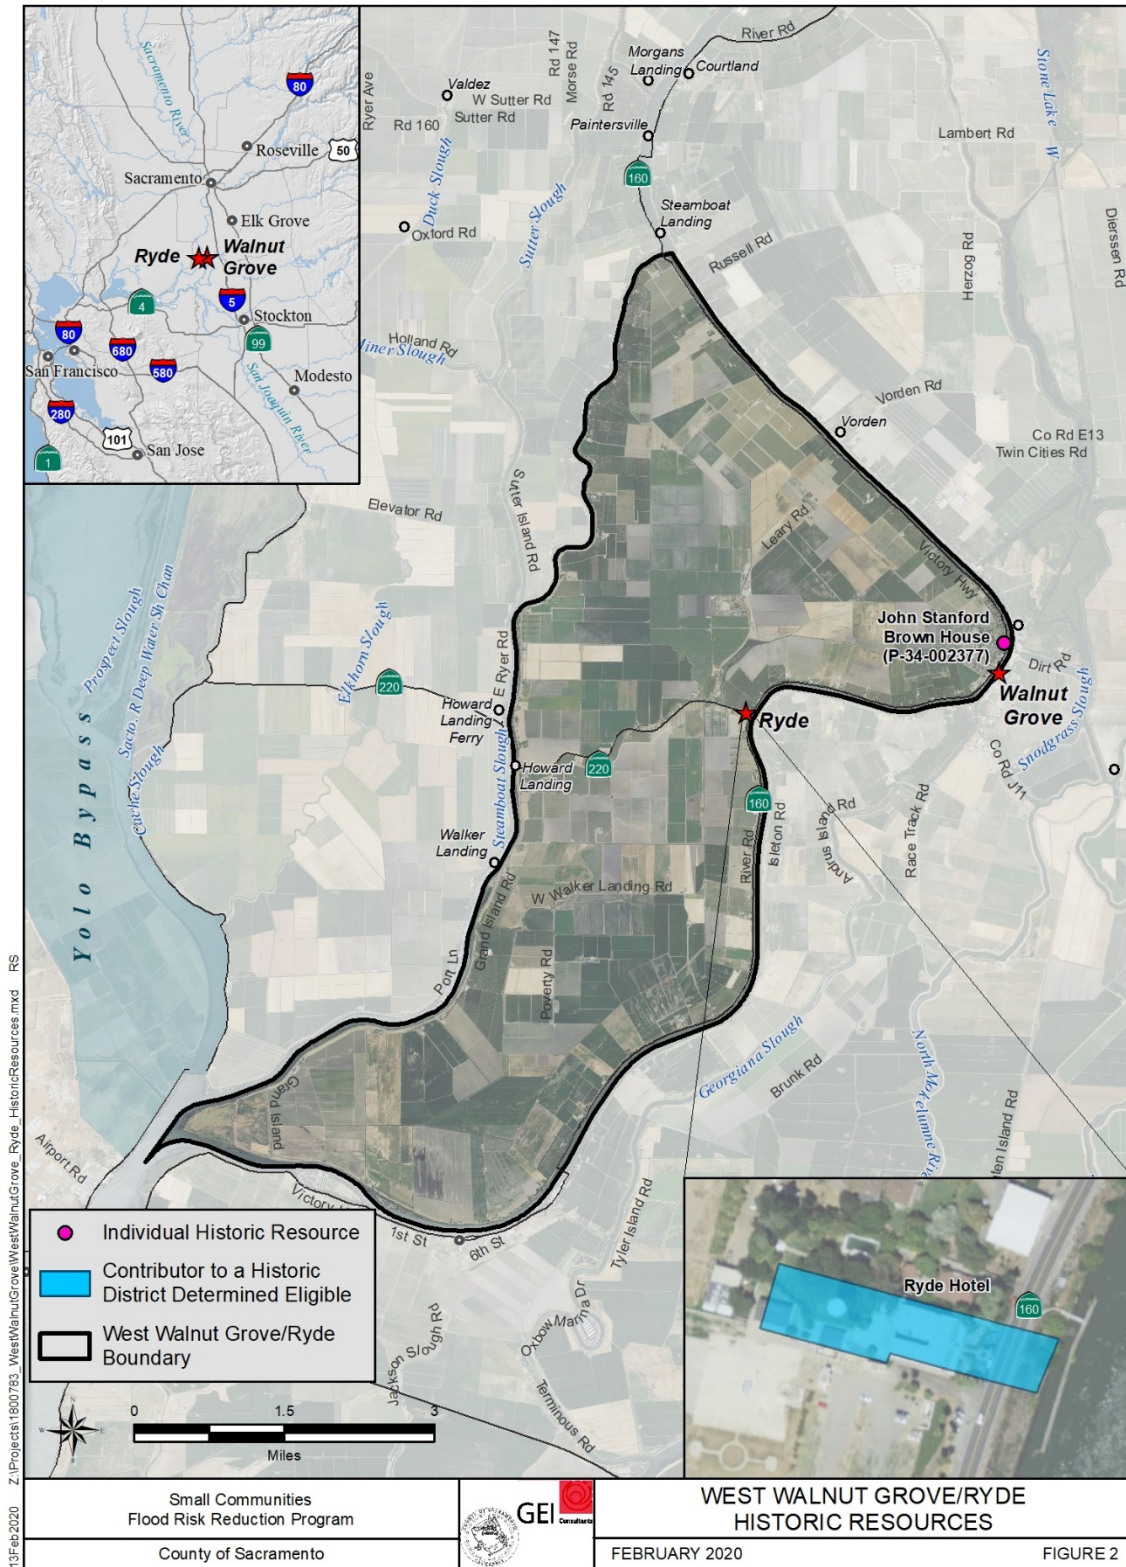 Sacramento River
80
Roseville
50
Sacramento
Elk Grove
Ryde
Walnut
Grove
4
5
Stockton
80
99
680
San Francisco
580
Modesto
280
San Joaquin River
101
San Jose
1
River Rd
Ryer Ave
Rd 147
Morse Rd
Rd 145
Morgans
Landing
Courtland
Valdez
W Sutter Rd
Sutter Rd
Rd 160
Paintersville
Duck Slough
Sutter Slough
160
Stone Lake W
Lambert Rd
Steamboat
Landing
Oxford Rd
Russell Rd
Herzog Rd
Dierssen Rd
Holland Rd
Miner Slough
Vorden Rd
Vorden
Co Rd E13
Twin Cities Rd
Sutter Island Rd
Elevator Rd
Leary Rd
Victory Hwy
John Stanford
Brown House
(P-34-002377)
Dirt Rd
Walnut
Grove
Snodgrass Slough
Prospect Slough
Sacto. R Deep Water Sh Chan
Cache Slough
Elkhorn Slough
220
E Ryer Rd
Howard
Landing
Ferry
Ryde
Howard
Landing
220
Steamboat Slough
160
Co Rd J11
Yolo Bypass
Walker
Landing
River Rd
Isleton Rd
Andrus Island Rd
Race Track Rd
W Walker Landing Rd
Grand Island Rd
Port Ln
Poverty Rd
Georgiana Slough
Brunk Rd
North Mokelumne River
Grand Island
Airport Rd
Victory
1st St
6th St
Tyler Island Rd
len Island Rd
Oxbow Marina Dr
Jackson Slough Rd
Terminous Rd
Individual Historic Resource
Contributor to a Historic
District Determined Eligible
West Walnut Grove/Ryde
Boundary
Ryde Hotel
160
N
W
E
S
0
1.5
3
Miles
Small Communities
Flood Risk Reduction Program
County of Sacramento
GEI
Consultants
WEST WALNUT GROVE/RYDE
HISTORIC RESOURCES
FEBRUARY 2020
FIGURE 2
13Feb2020 Z:\Projects\1800783_WestWalnutGrove\WestWalnutGrove_Ryde_HistoricResources.mxd RS